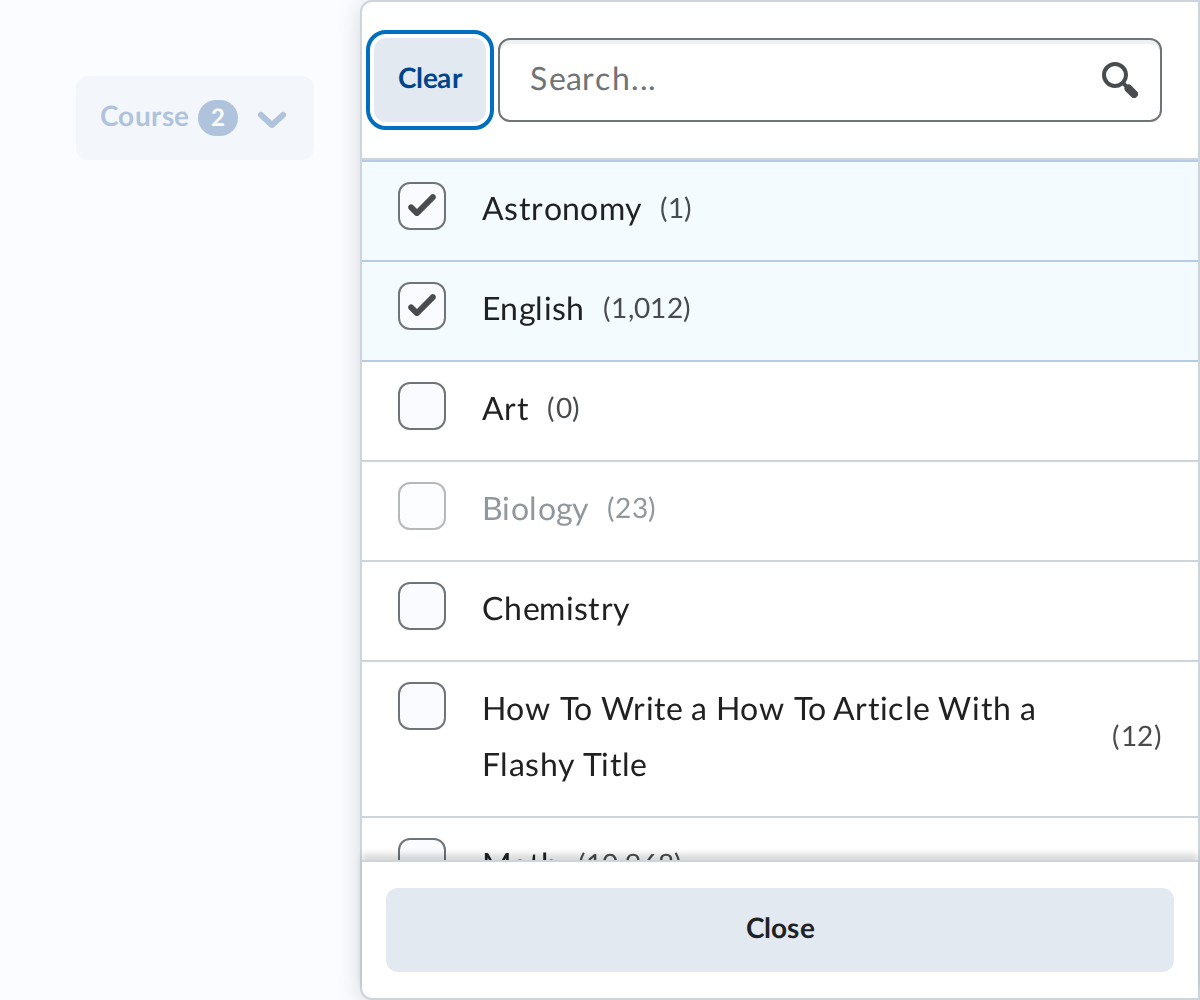 Course 2
Clear
Search...
Astronomy (1)
English (1,012)
Art (0)
Biology (23)
Chemistry
How To Write a How To Article With a
Flashy Title
(12)
Close